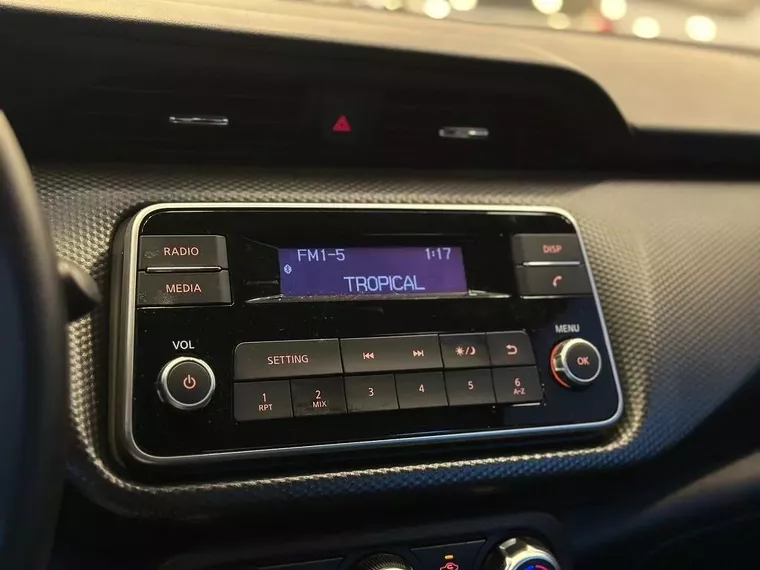 FM1-5 1:17
TROPICAL
RADIO
MEDIA
DISP
VOL
MENU
SETTING
OK
1 RPT
2 MIX
3
4
5
6 A-Z